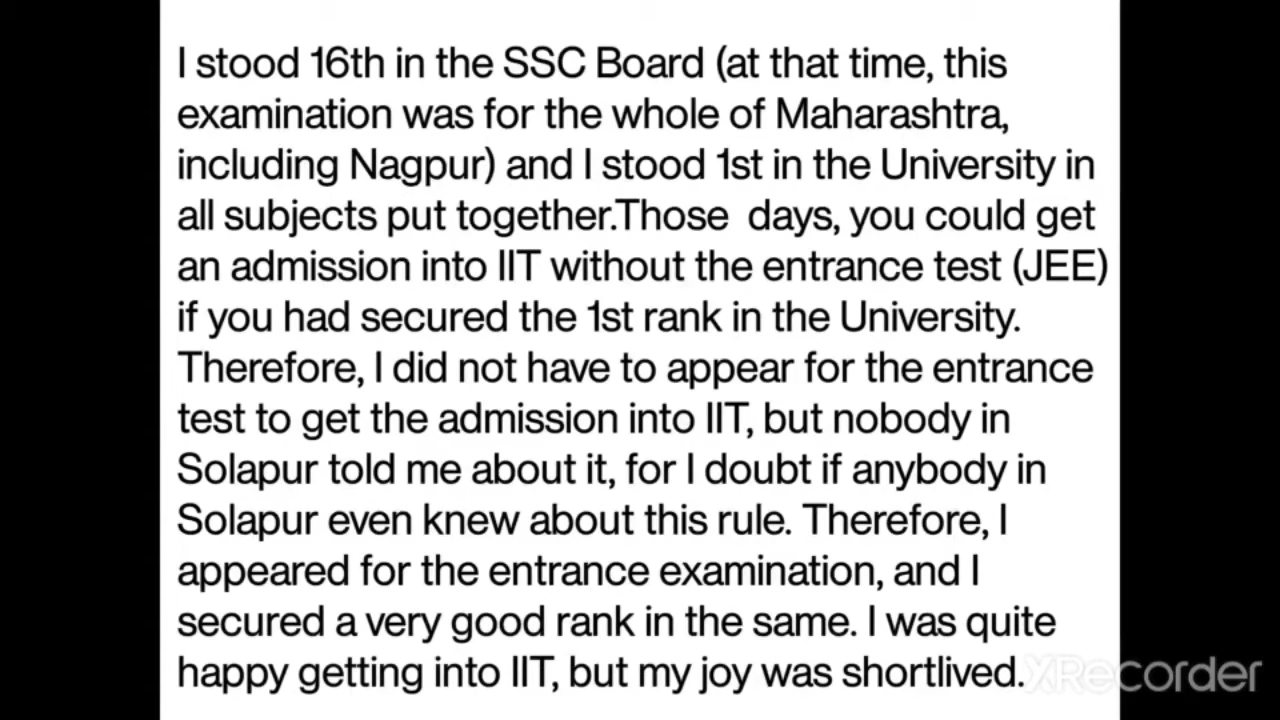 I stood 16th in the SSC Board (at that time, this
examination was for the whole of Maharashtra,
including Nagpur) and I stood 1st in the University in
all subjects put together.Those  days, you could get
an admission into IIT without the entrance test (JEE)
if you had secured the 1st rank in the University.
Therefore, I did not have to appear for the entrance
test to get the admission into IIT, but nobody in
Solapur told me about it, for I doubt if anybody in
Solapur even knew about this rule. Therefore, I
appeared for the entrance examination, and I
secured a very good rank in the same. I was quite
happy getting into IIT, but my joy was shortlived.
XRecorder